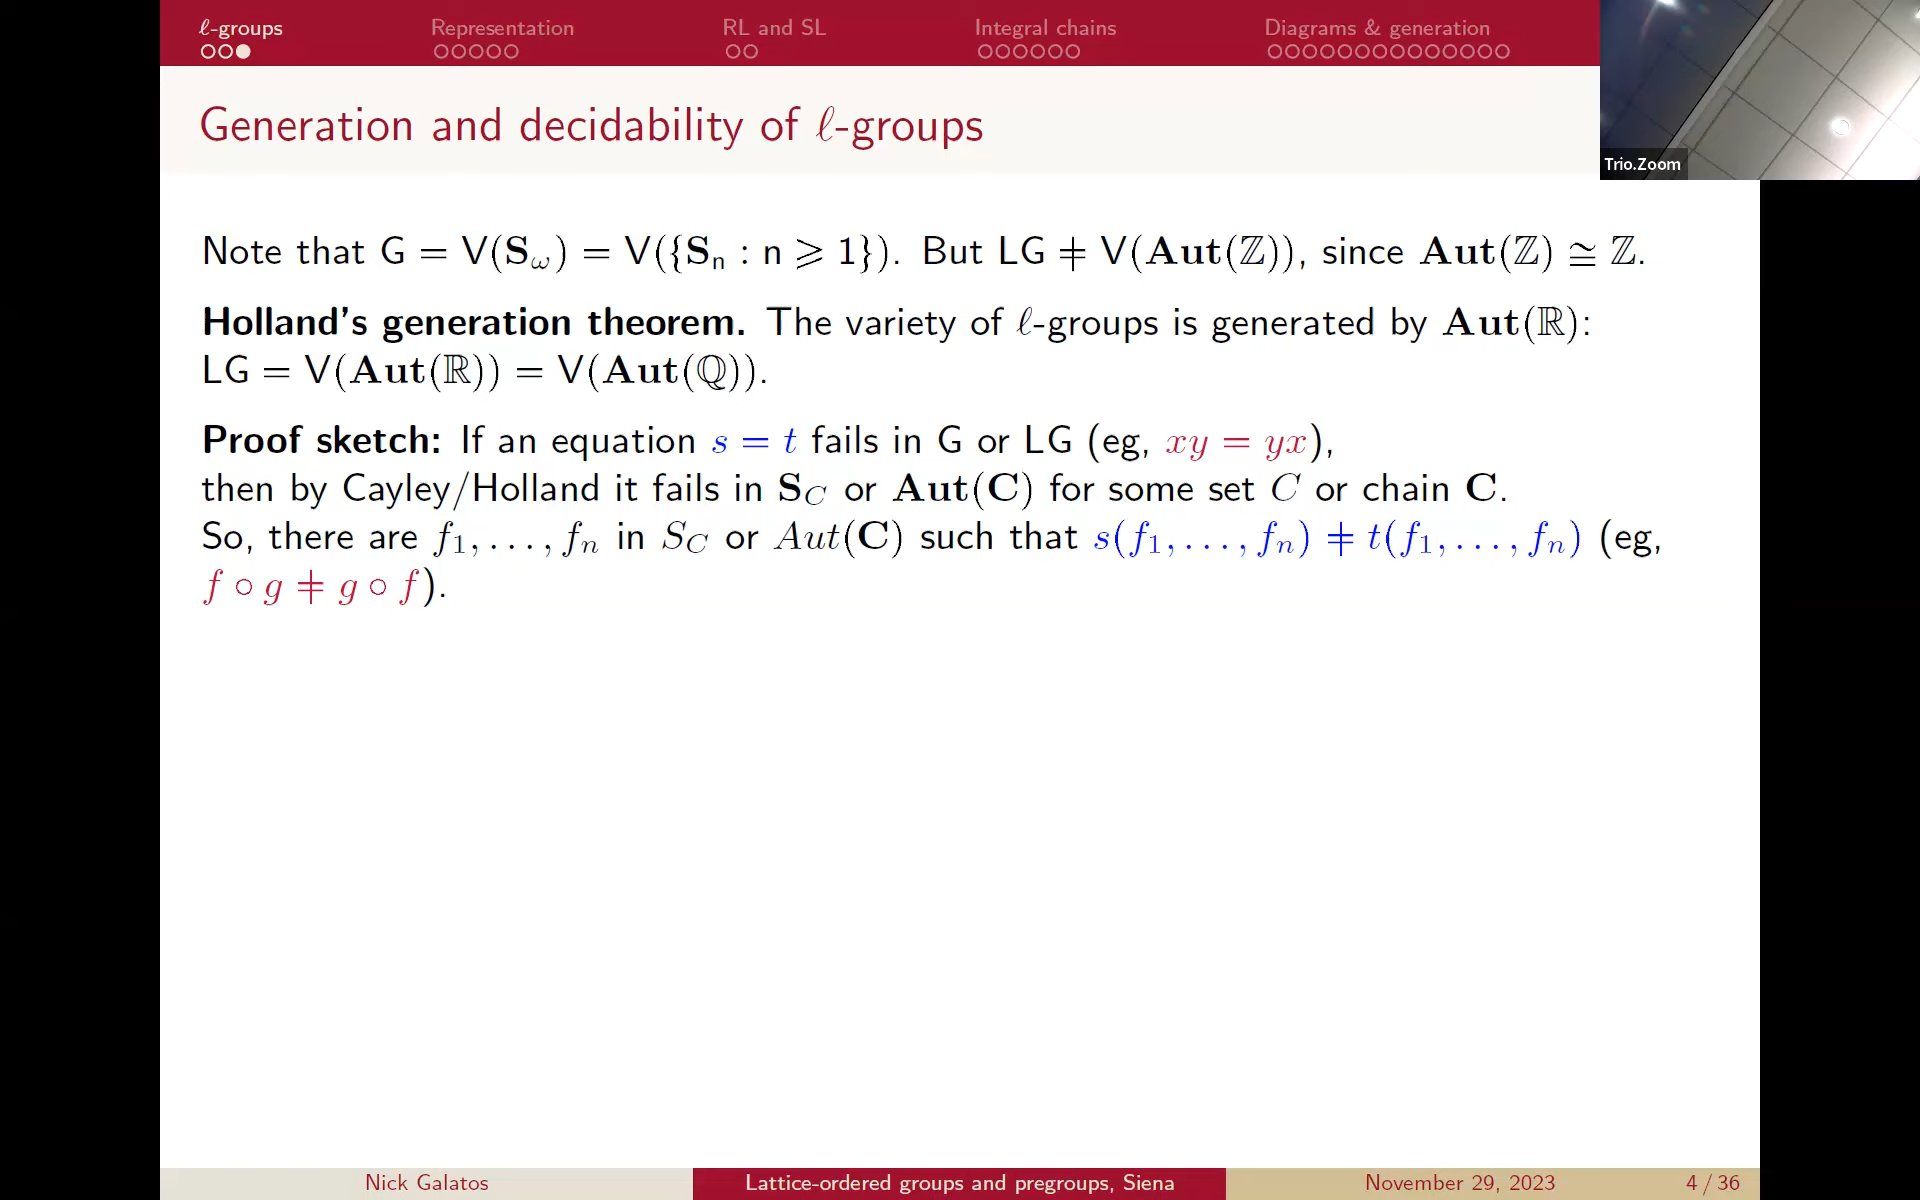 ℓ-groups Representation RL and SL Integral chains Diagrams & generation
Trio.Zoom
Generation and decidability of ℓ-groups
Note that G = V(S_ω) = V({S_n : n ⩾ 1}). But LG ≠ V(Aut(ℤ)), since Aut(ℤ) ≅ ℤ.
Holland's generation theorem. The variety of ℓ-groups is generated by Aut(ℝ):
LG = V(Aut(ℝ)) = V(Aut(ℚ)).
Proof sketch: If an equation s = t fails in G or LG (eg, xy = yx),
then by Cayley/Holland it fails in S_C or Aut(C) for some set C or chain C.
So, there are f_1, . . . , f_n in S_C or Aut(C) such that s(f_1, . . . , f_n) ≠ t(f_1, . . . , f_n) (eg,
f ∘ g ≠ g ∘ f).
Nick Galatos Lattice-ordered groups and pregroups, Siena November 29, 2023 4 / 36